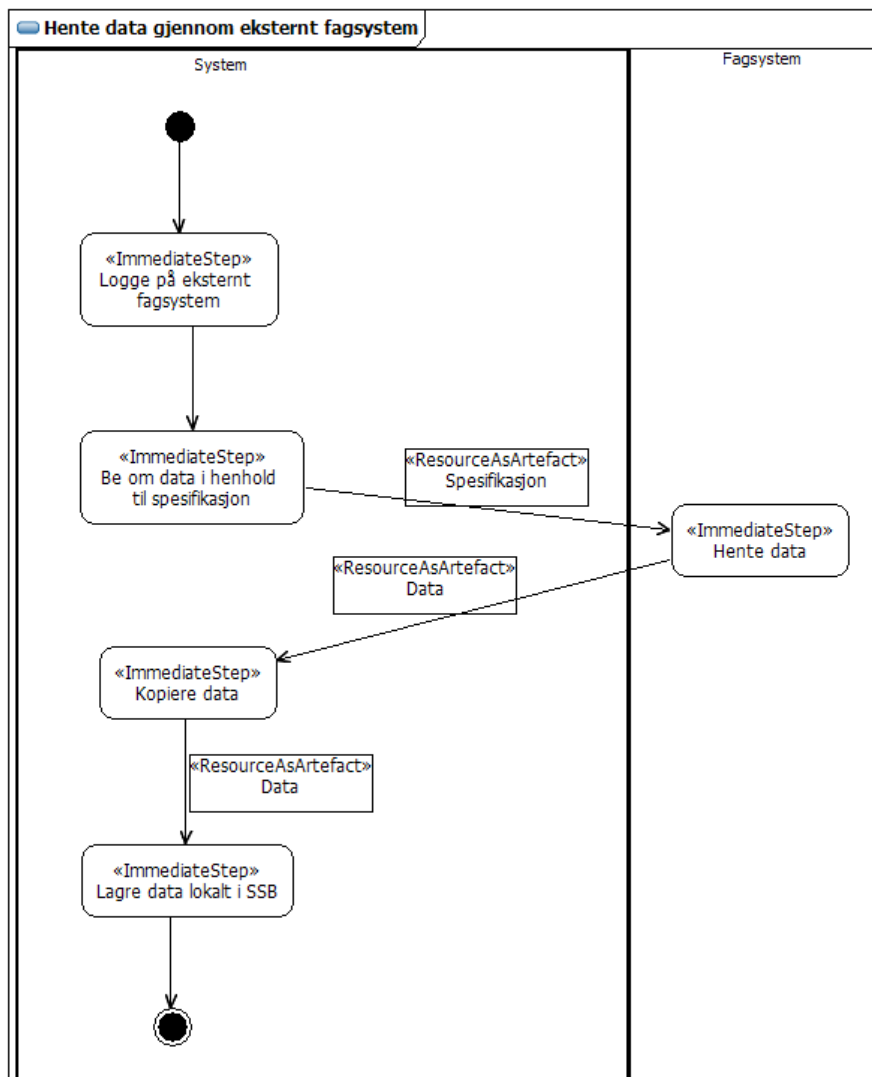 Hente data gjennom eksternt fagsystem
System
Fagsystem
«ImmediateStep»
Logge på eksternt
fagsystem
«ImmediateStep»
Be om data i henhold
til spesifikasjon
«ResourceAsArtefact»
Spesifikasjon
«ImmediateStep»
Hente data
«ResourceAsArtefact»
Data
«ImmediateStep»
Kopiere data
«ResourceAsArtefact»
Data
«ImmediateStep»
Lagre data lokalt i SSB